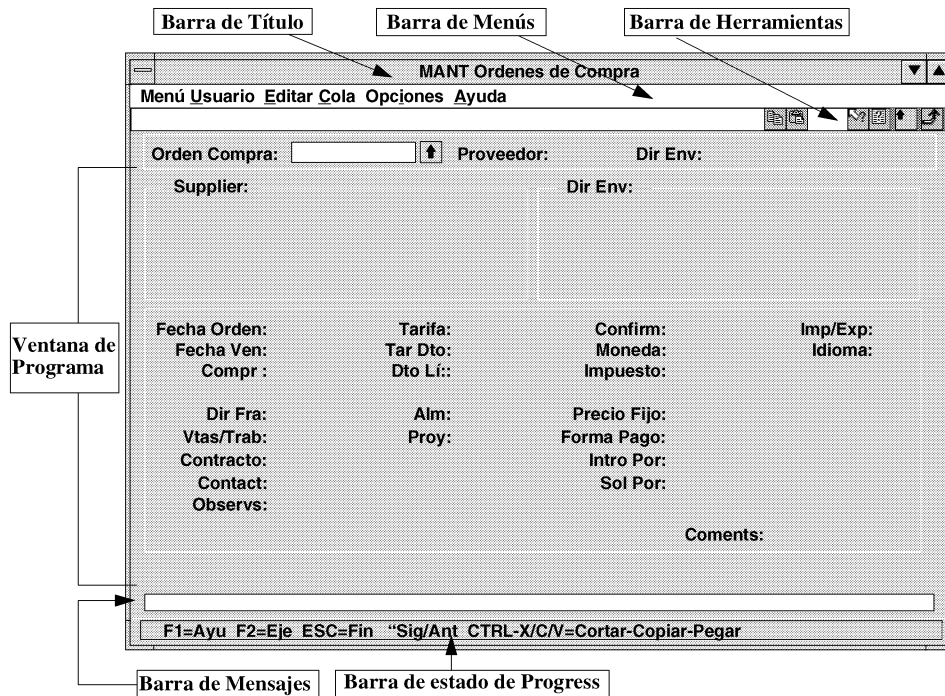 Barra de Título Barra de Menús Barra de Herramientas
MANT Ordenes de Compra
Menú Usuario Editar Cola Opciones Ayuda
Orden Compra: Proveedor: Dir Env:
Supplier: Dir Env:
Fecha Orden: Tarifa: Confirm: Imp/Exp:
Ventana de
Programa
Fecha Ven: Tar Dto: Moneda: Idioma:
Compr : Dto Lí:: Impuesto:
Dir Fra: Alm: Precio Fijo:
Vtas/Trab: Proy: Forma Pago:
Contracto: Intro Por:
Contact: Sol Por:
Observs:
Coments:
F1=Ayu F2=Eje ESC=Fin “Sig/Ant CTRL-X/C/V=Cortar-Copiar-Pegar
Barra de Mensajes Barra de estado de Progress